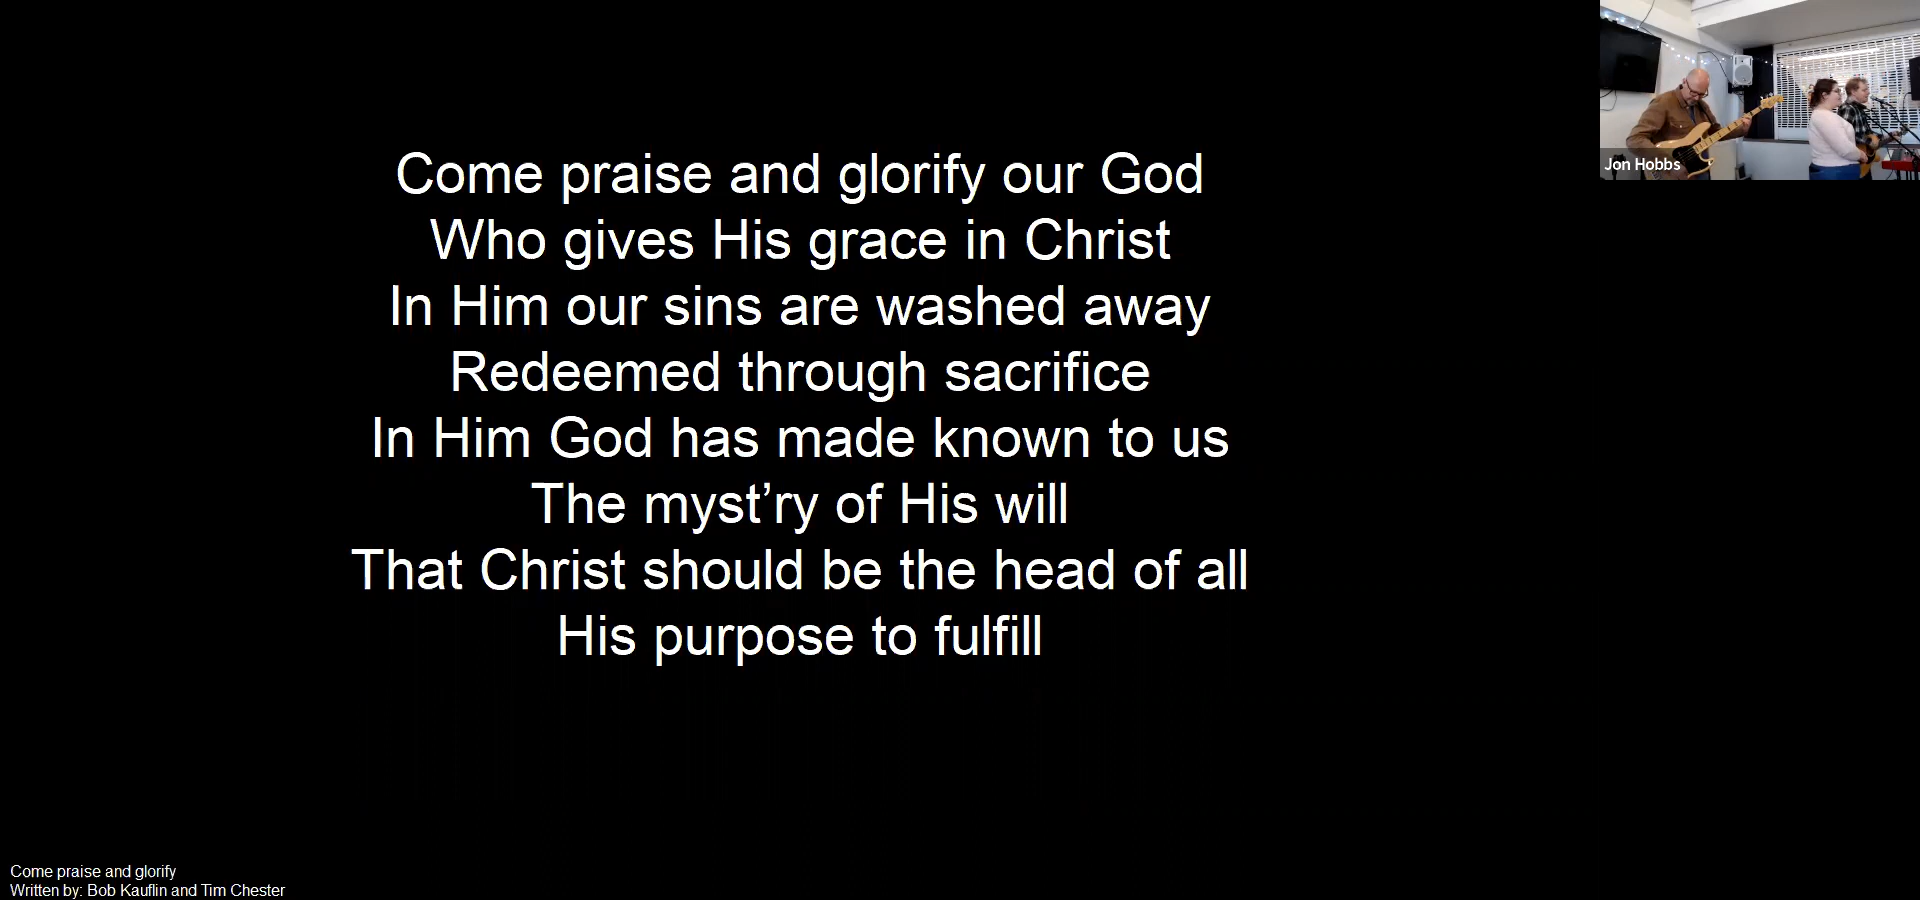 Come praise and glorify our God
Who gives His grace in Christ
In Him our sins are washed away
Redeemed through sacrifice
In Him God has made known to us
The myst’ry of His will
That Christ should be the head of all
His purpose to fulfill
Jon Hobbs
Come praise and glorify
Written by: Bob Kauflin and Tim Chester